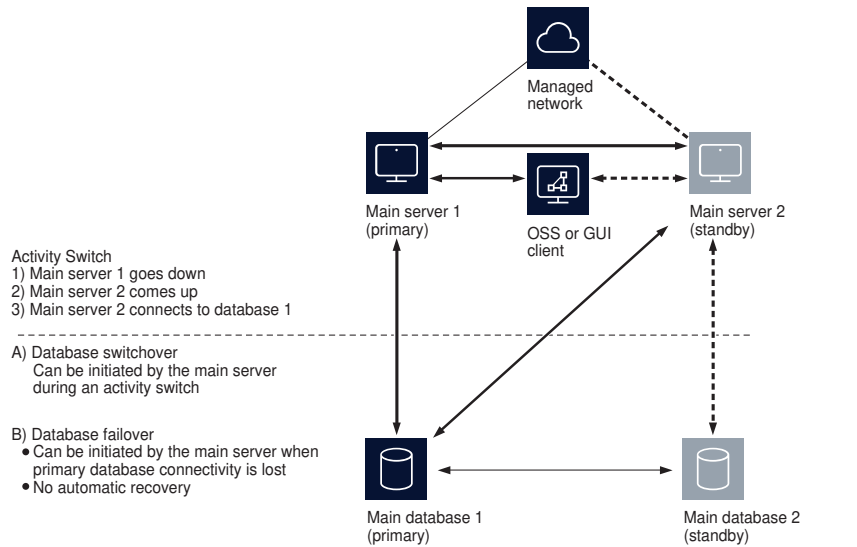 Managed
network
Main server 1
(primary)
OSS or GUI
client
Main server 2
(standby)
Activity Switch
1) Main server 1 goes down
2) Main server 2 comes up
3) Main server 2 connects to database 1
A) Database switchover
Can be initiated by the main server
during an activity switch
B) Database failover
• Can be initiated by the main server when
primary database connectivity is lost
• No automatic recovery
Main database 1
(primary)
Main database 2
(standby)